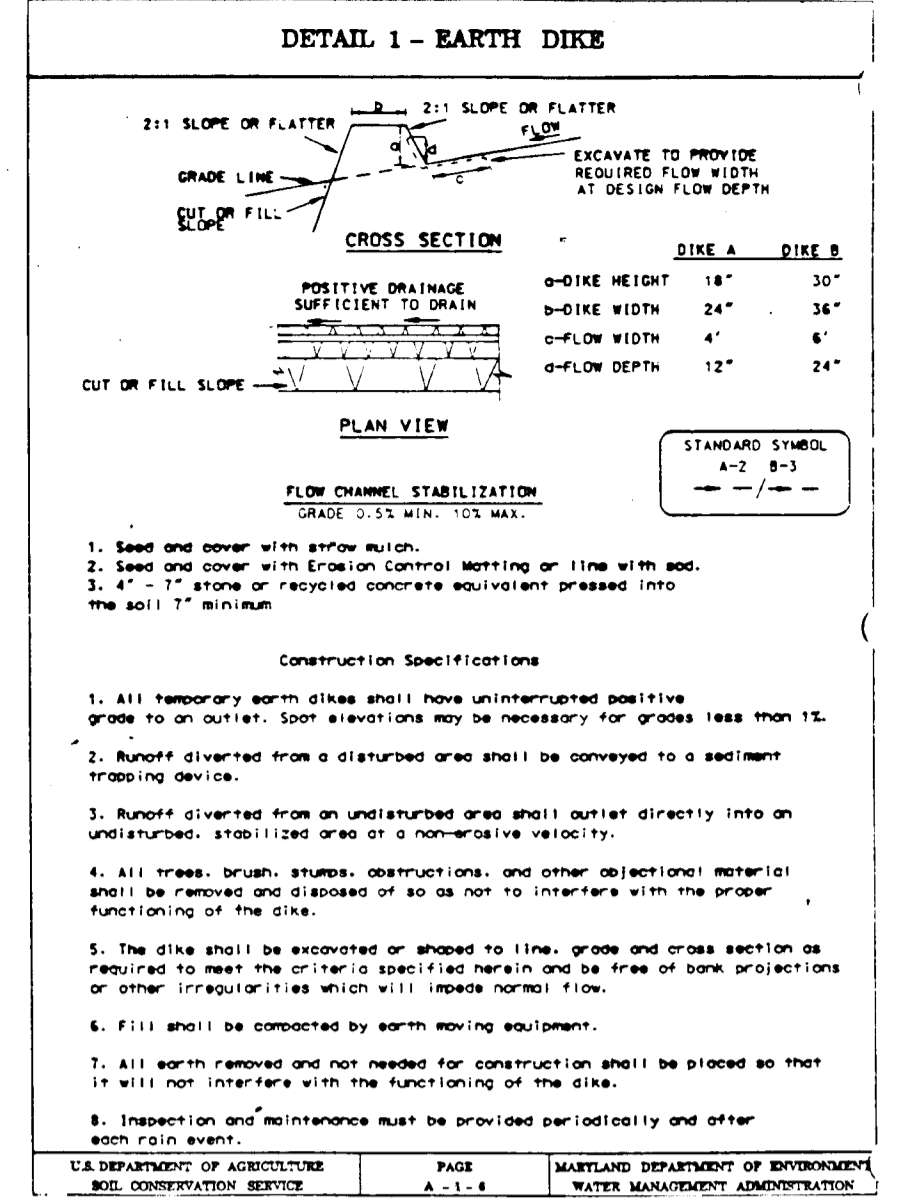 DETAIL 1 - EARTH DIKE
b
2:1 SLOPE OR FLATTER
2:1 SLOPE OR FLATTER
FLOW
a
d
EXCAVATE TO PROVIDE
REQUIRED FLOW WIDTH
AT DESIGN FLOW DEPTH
GRADE LINE
c
CUT OR FILL
SLOPE
CROSS SECTION
DIKE A DIKE B
a-DIKE HEIGHT 18" 30"
b-DIKE WIDTH 24" 36"
c-FLOW WIDTH 4' 6'
d-FLOW DEPTH 12" 24"
POSITIVE DRAINAGE
SUFFICIENT TO DRAIN
CUT OR FILL SLOPE
PLAN VIEW
STANDARD SYMBOL
A-2 B-3
FLOW CHANNEL STABILIZATION
GRADE 0.5% MIN. 10% MAX.
1. Seed and cover with straw mulch.
2. Seed and cover with Erosion Control Matting or line with sod.
3. 4" - 7" stone or recycled concrete equivalent pressed into
the soil 7" minimum
Construction Specifications
1. All temporary earth dikes shall have uninterrupted positive
grade to an outlet. Spot elevations may be necessary for grades less than 1%.
2. Runoff diverted from a disturbed area shall be conveyed to a sediment
trapping device.
3. Runoff diverted from an undisturbed area shall outlet directly into an
undisturbed, stabilized area at a non-erosive velocity.
4. All trees, brush, stumps, obstructions, and other objectional material
shall be removed and disposed of so as not to interfere with the proper
functioning of the dike.
5. The dike shall be excavated or shaped to line, grade and cross section as
required to meet the criteria specified herein and be free of bank projections
or other irregularities which will impede normal flow.
6. Fill shall be compacted by earth moving equipment.
7. All earth removed and not needed for construction shall be placed so that
it will not interfere with the functioning of the dike.
8. Inspection and maintenance must be provided periodically and after
each rain event.
U.S. DEPARTMENT OF AGRICULTURE
SOIL CONSERVATION SERVICE
PAGE
A - 1 - 6
MARYLAND DEPARTMENT OF ENVIRONMENT
WATER MANAGEMENT ADMINISTRATION